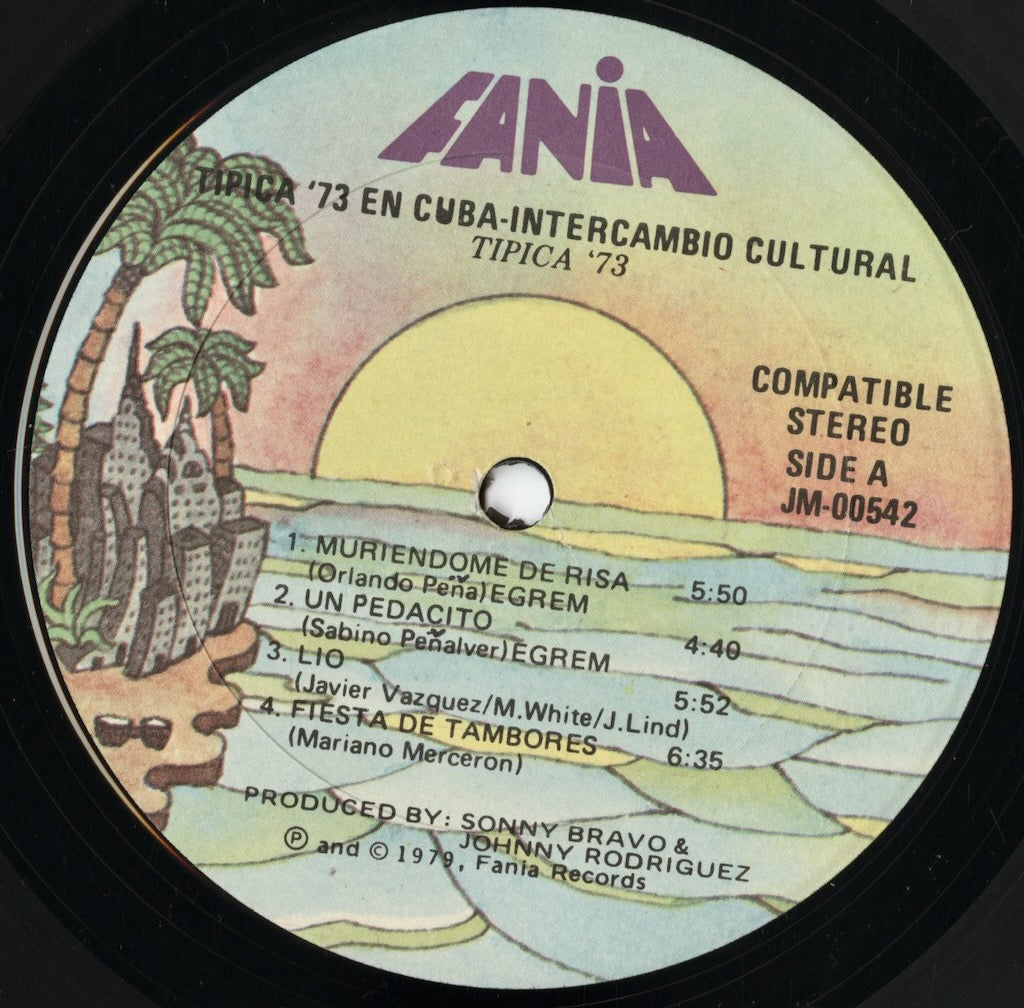 FANIA
TIPICA '73 EN CUBA-INTERCAMBIO CULTURAL
TIPICA '73
COMPATIBLE
STEREO
SIDE A
JM-00542
1. MURIENDOME DE RISA 5:50
(Orlando Peña) EGREM
2. UN PEDACITO 4:40
(Sabino Peñalver) EGREM
3. LIO 5:52
(Javier Vazquez/M.White/J.Lind)
4. FIESTA DE TAMBORES 6:35
(Mariano Merceron)
PRODUCED BY: SONNY BRAVO &
JOHNNY RODRIGUEZ
℗ and © 1979, Fania Records